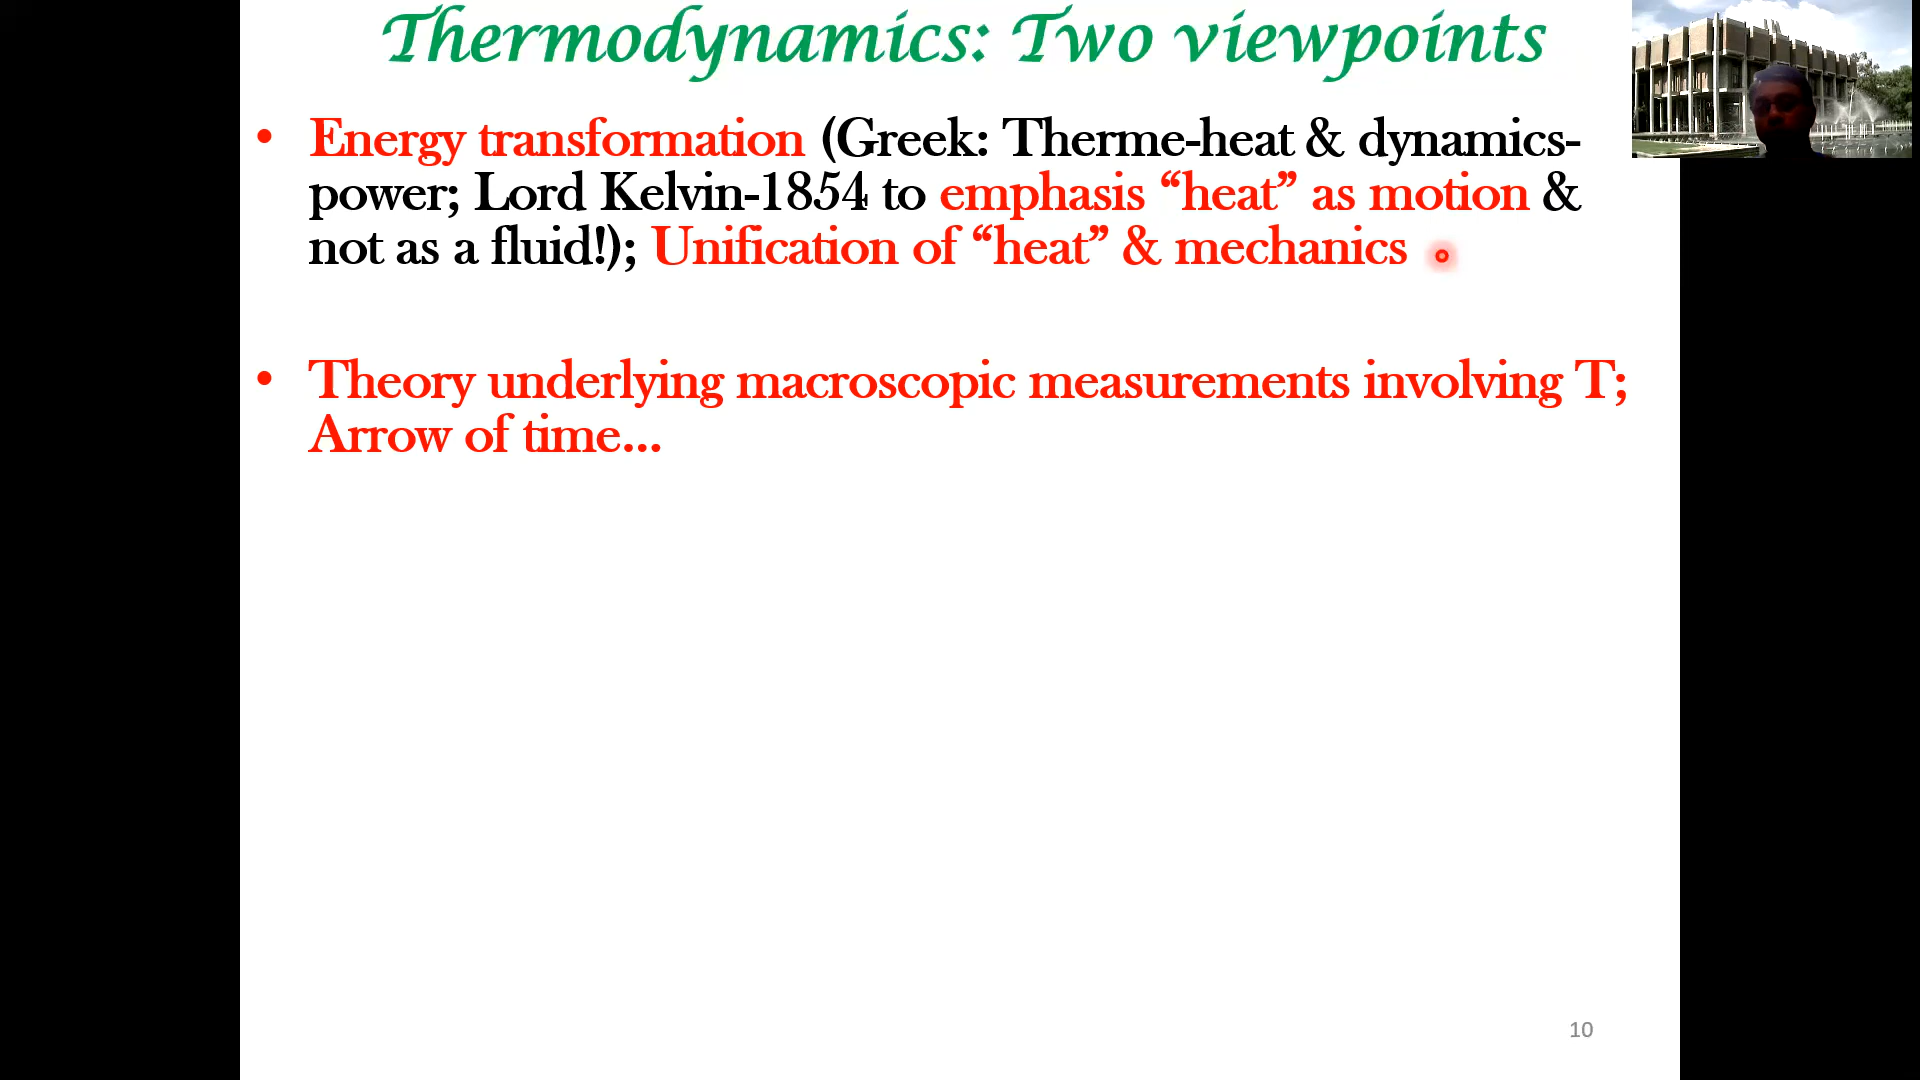 Thermodynamics: Two viewpoints
• Energy transformation (Greek: Therme-heat & dynamics-
power; Lord Kelvin-1854 to emphasis “heat” as motion &
not as a fluid!); Unification of “heat” & mechanics
• Theory underlying macroscopic measurements involving T;
Arrow of time...
10